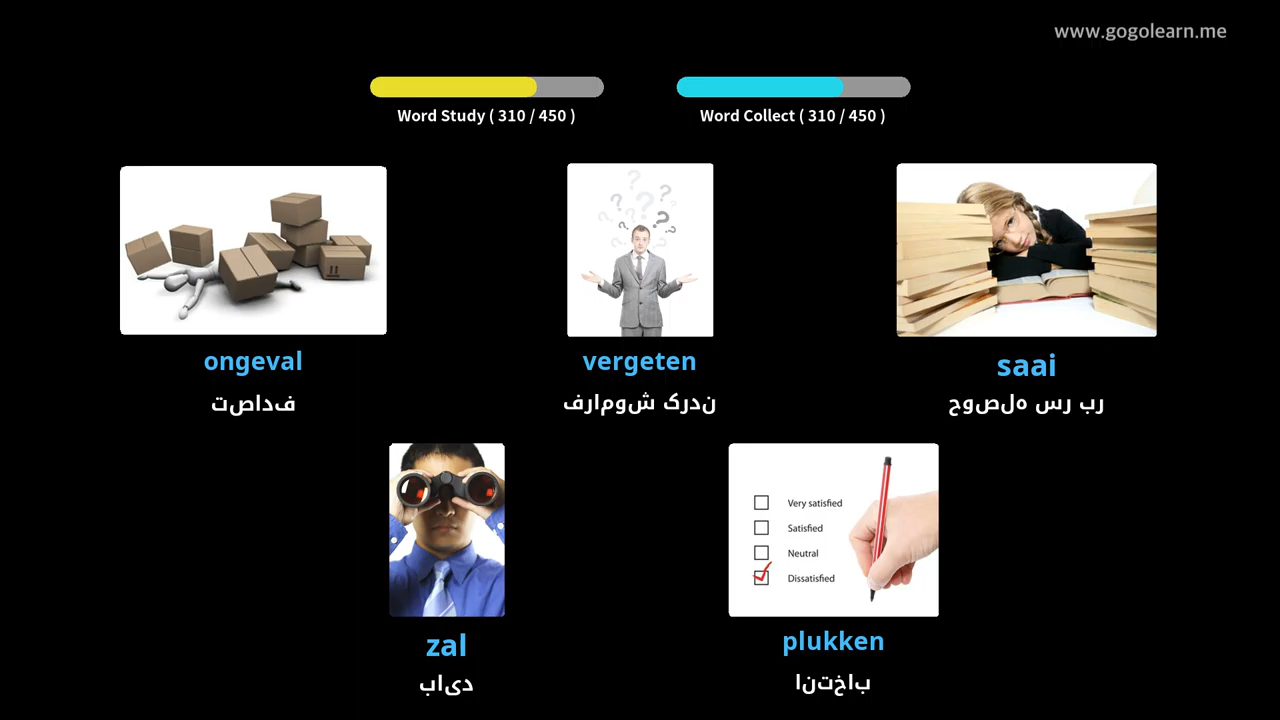 www.gogolearn.me
Word Study ( 310 / 450 )
Word Collect ( 310 / 450 )
ongeval
فداصت
vergeten
ندرک شومارف
saai
رب رس هلصوح
Very satisfied
Satisfied
Neutral
Dissatisfied
zal
دیاب
plukken
باختنا